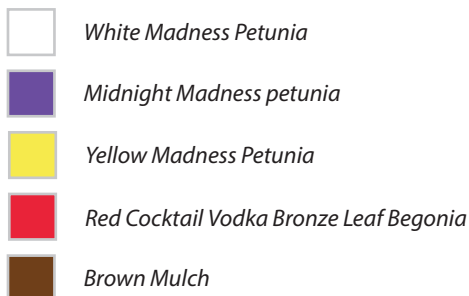 White Madness Petunia
Midnight Madness petunia
Yellow Madness Petunia
Red Cocktail Vodka Bronze Leaf Begonia
Brown Mulch